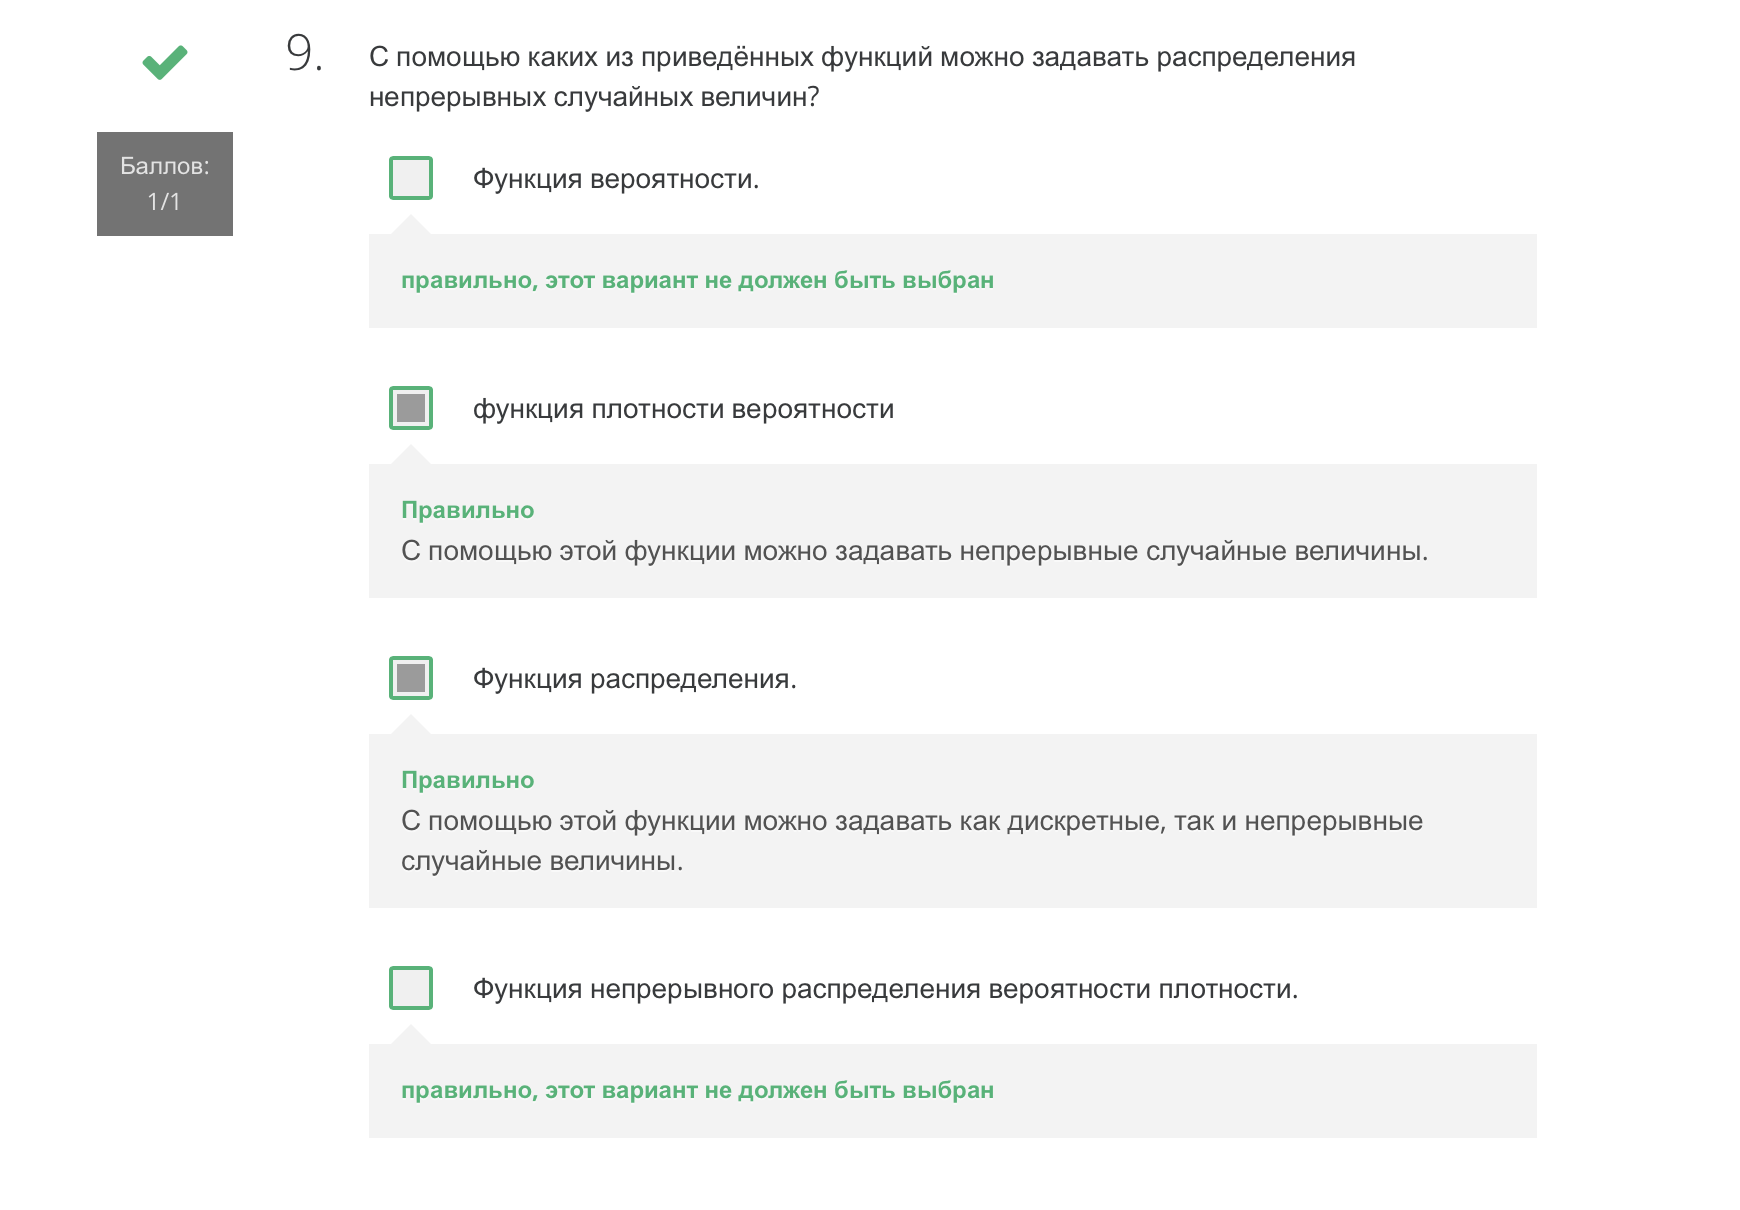 9.
С помощью каких из приведённых функций можно задавать распределения
непрерывных случайных величин?
Баллов:
1/1
Функция вероятности.
правильно, этот вариант не должен быть выбран
функция плотности вероятности
Правильно
С помощью этой функции можно задавать непрерывные случайные величины.
Функция распределения.
Правильно
С помощью этой функции можно задавать как дискретные, так и непрерывные
случайные величины.
Функция непрерывного распределения вероятности плотности.
правильно, этот вариант не должен быть выбран